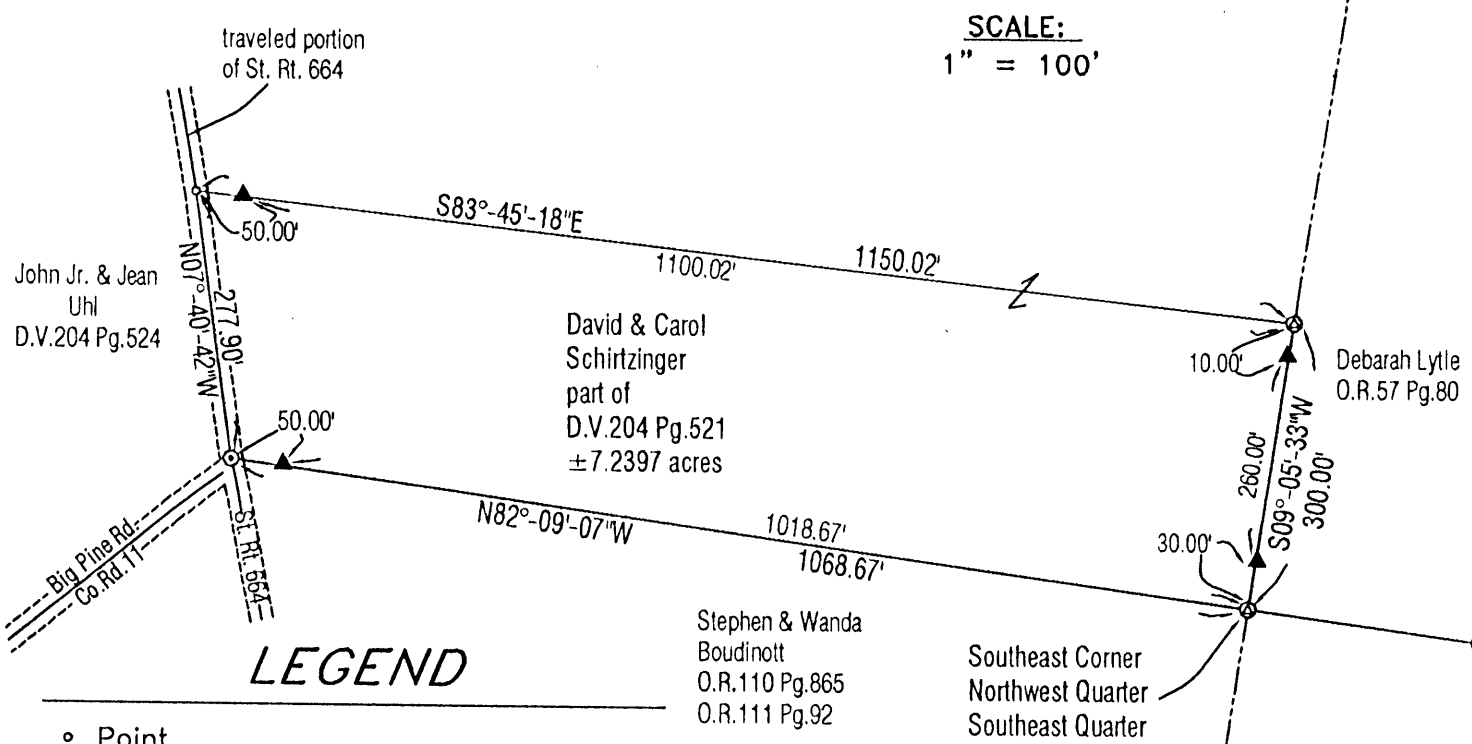 SCALE:
1" = 100'
traveled portion
of St. Rt. 664
S83°-45'-18"E
50.00'
1100.02'
1150.02'
John Jr. & Jean
Uhl
D.V.204 Pg.524
N07°-40'-42"W
277.90'
David & Carol
Schirtzinger
part of
D.V.204 Pg.521
±7.2397 acres
10.00'
Debarah Lytle
O.R.57 Pg.80
50.00'
260.00'
S09°-05'-33"W
300.00'
N82°-09'-07"W
1018.67'
1068.67'
30.00'
Big Pine Rd.
Co.Rd.11
St. Rt. 664
Stephen & Wanda
Boudinott
O.R.110 Pg.865
O.R.111 Pg.92
Southeast Corner
Northwest Quarter
Southeast Quarter
LEGEND
Point